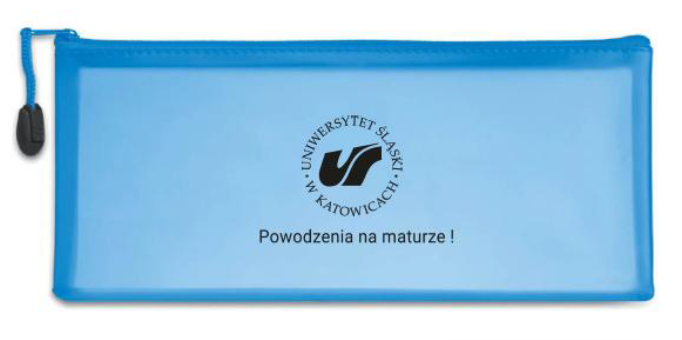 · UNIWERSYTET ŚLĄSKI ·
W KATOWICACH
Powodzenia na maturze !